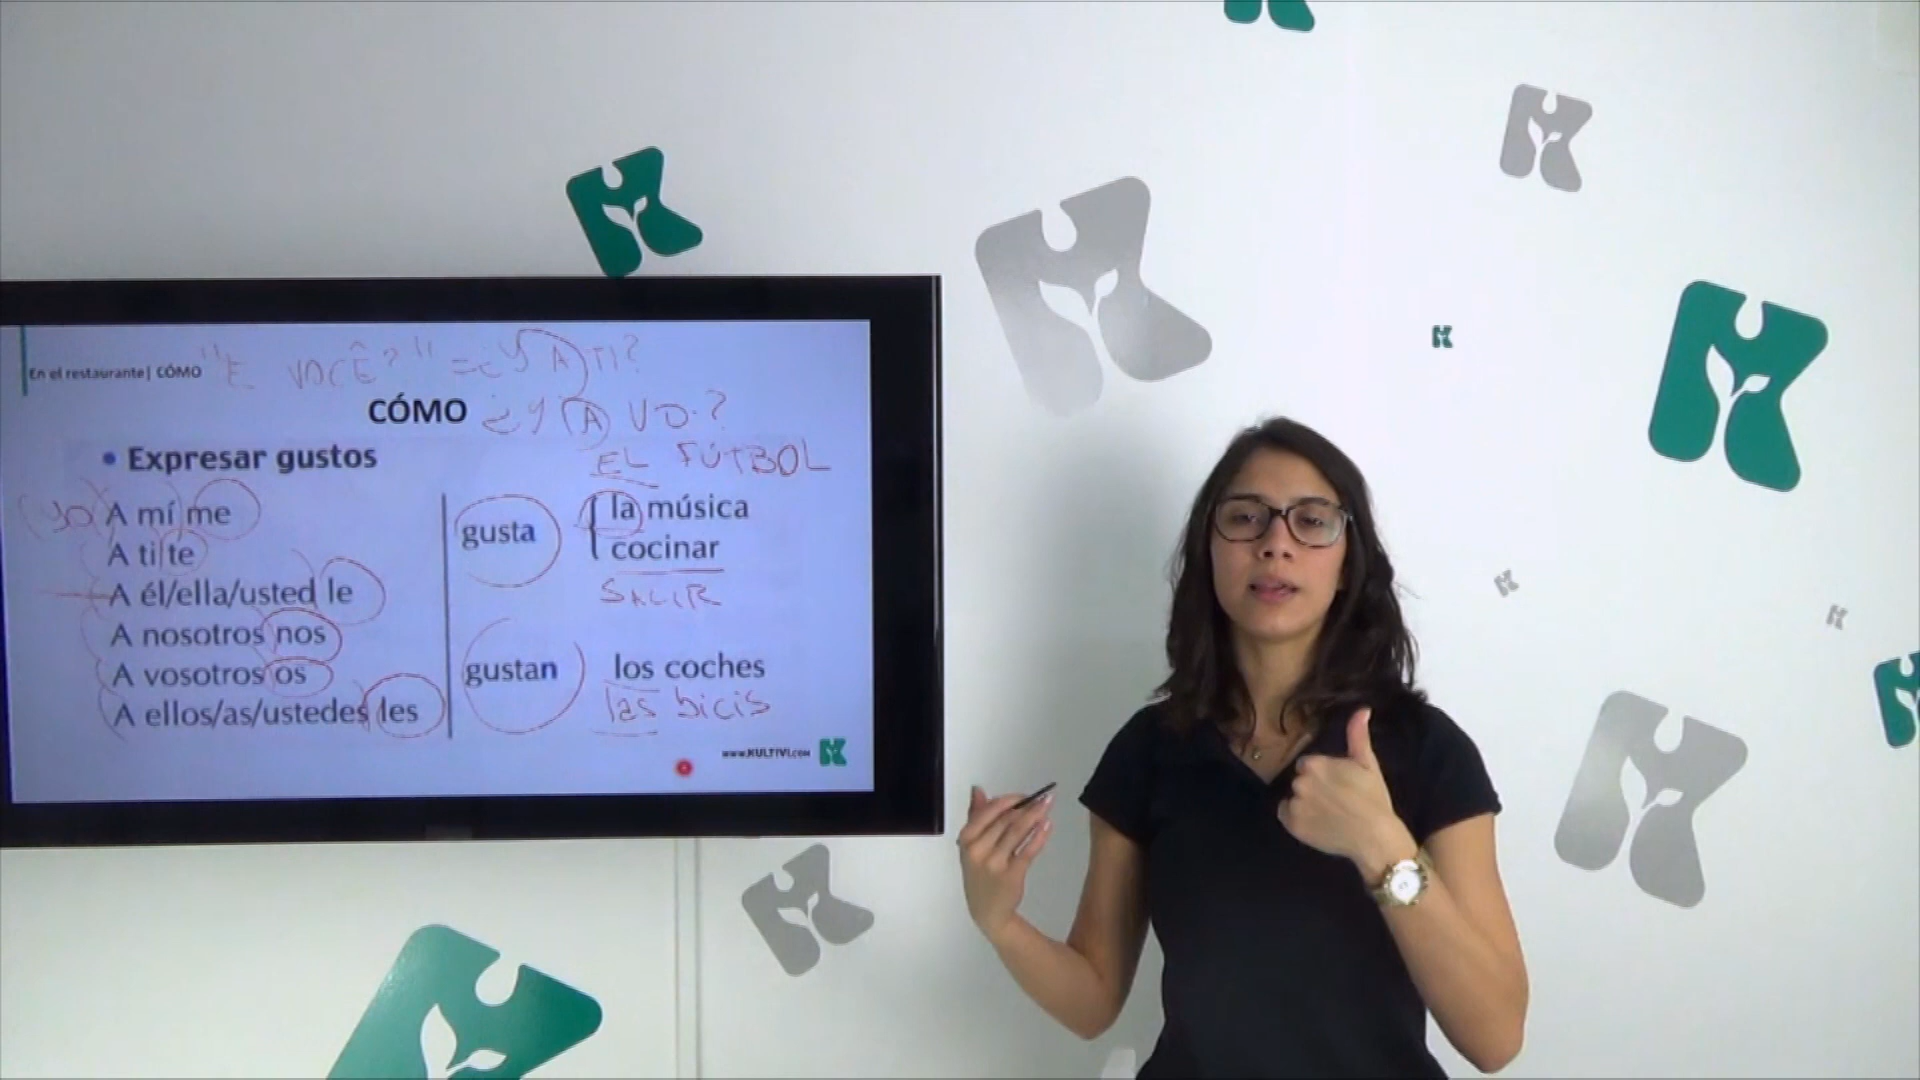 En el restaurante| CÓMO "E VOCÊ?" = ¿Y A TI?
CÓMO ¿Y A VD.?
• Expresar gustos EL FÚTBOL
yo A mí me gusta la música
A ti te cocinar
A él/ella/usted le SALIR
A nosotros nos
A vosotros os gustan los coches
A ellos/as/ustedes les las bicis
www.KULTIVI.com